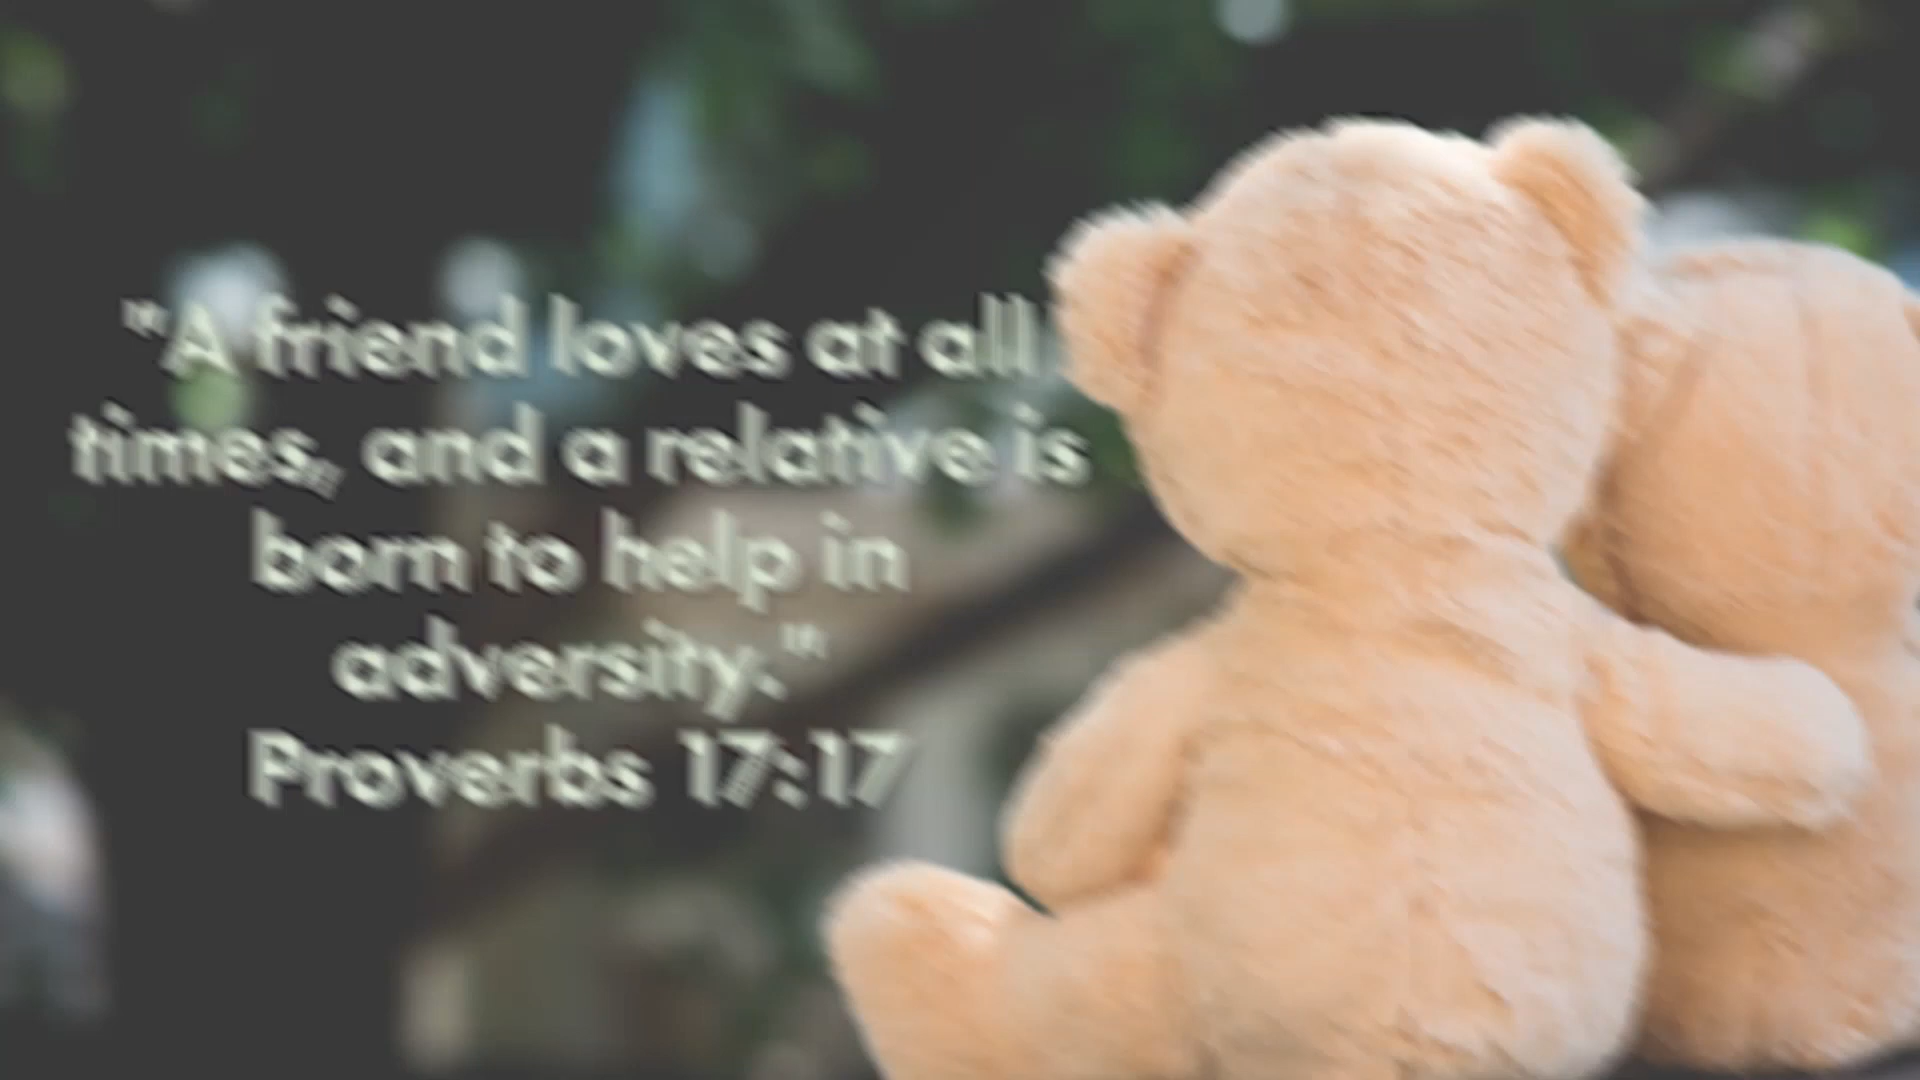 "A friend loves at all
times, and a relative is
born to help in
adversity."
Proverbs 17:17